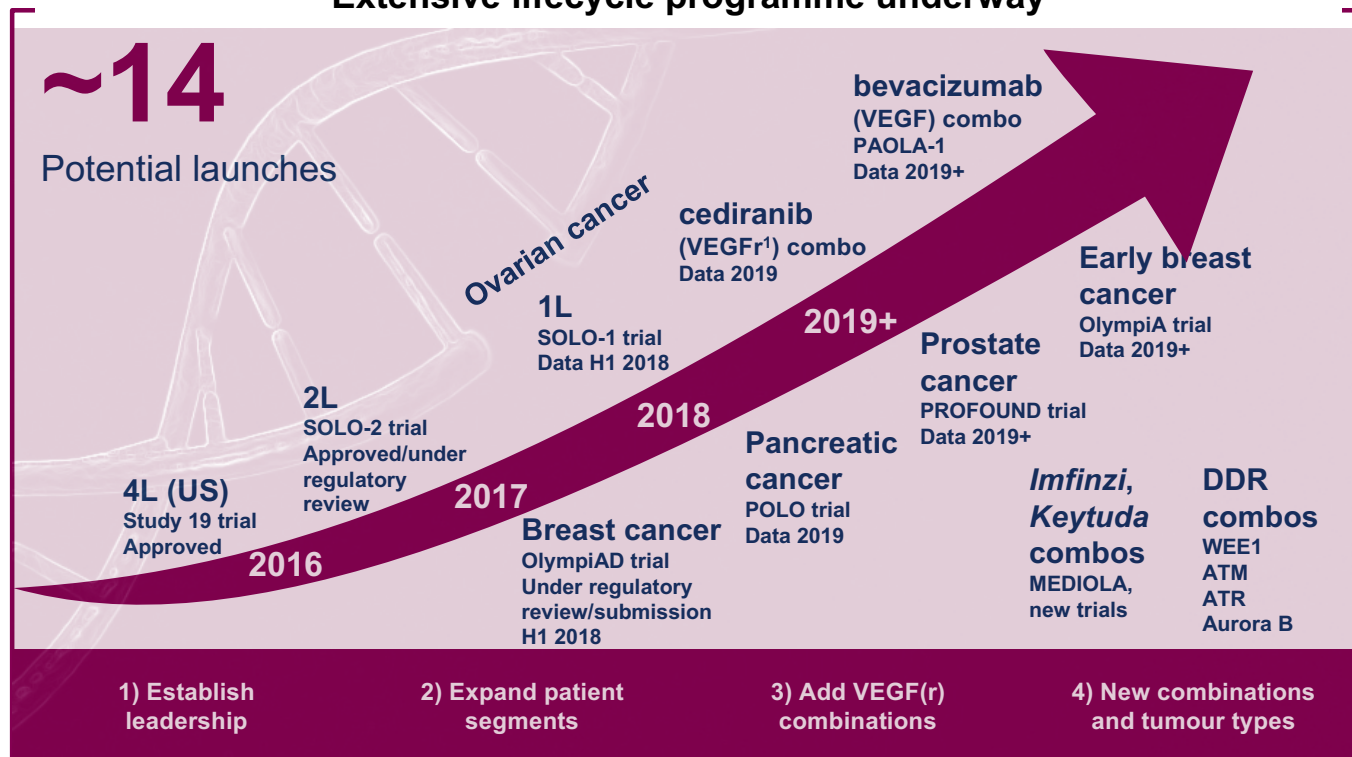 Extensive lifecycle programme underway
~14
Potential launches
bevacizumab
(VEGF) combo
PAOLA-1
Data 2019+
Ovarian cancer
cediranib
(VEGFr¹) combo
Data 2019
1L
SOLO-1 trial
Data H1 2018
2L
SOLO-2 trial
Approved/under
regulatory
review
4L (US)
Study 19 trial
Approved
2016
2017
2018
2019+
Breast cancer
OlympiAD trial
Under regulatory
review/submission
H1 2018
Pancreatic
cancer
POLO trial
Data 2019
Prostate
cancer
PROFOUND trial
Data 2019+
Early breast
cancer
OlympiA trial
Data 2019+
Imfinzi,
Keytuda
combos
MEDIOLA,
new trials
DDR
combos
WEE1
ATM
ATR
Aurora B
1) Establish
leadership
2) Expand patient
segments
3) Add VEGF(r)
combinations
4) New combinations
and tumour types